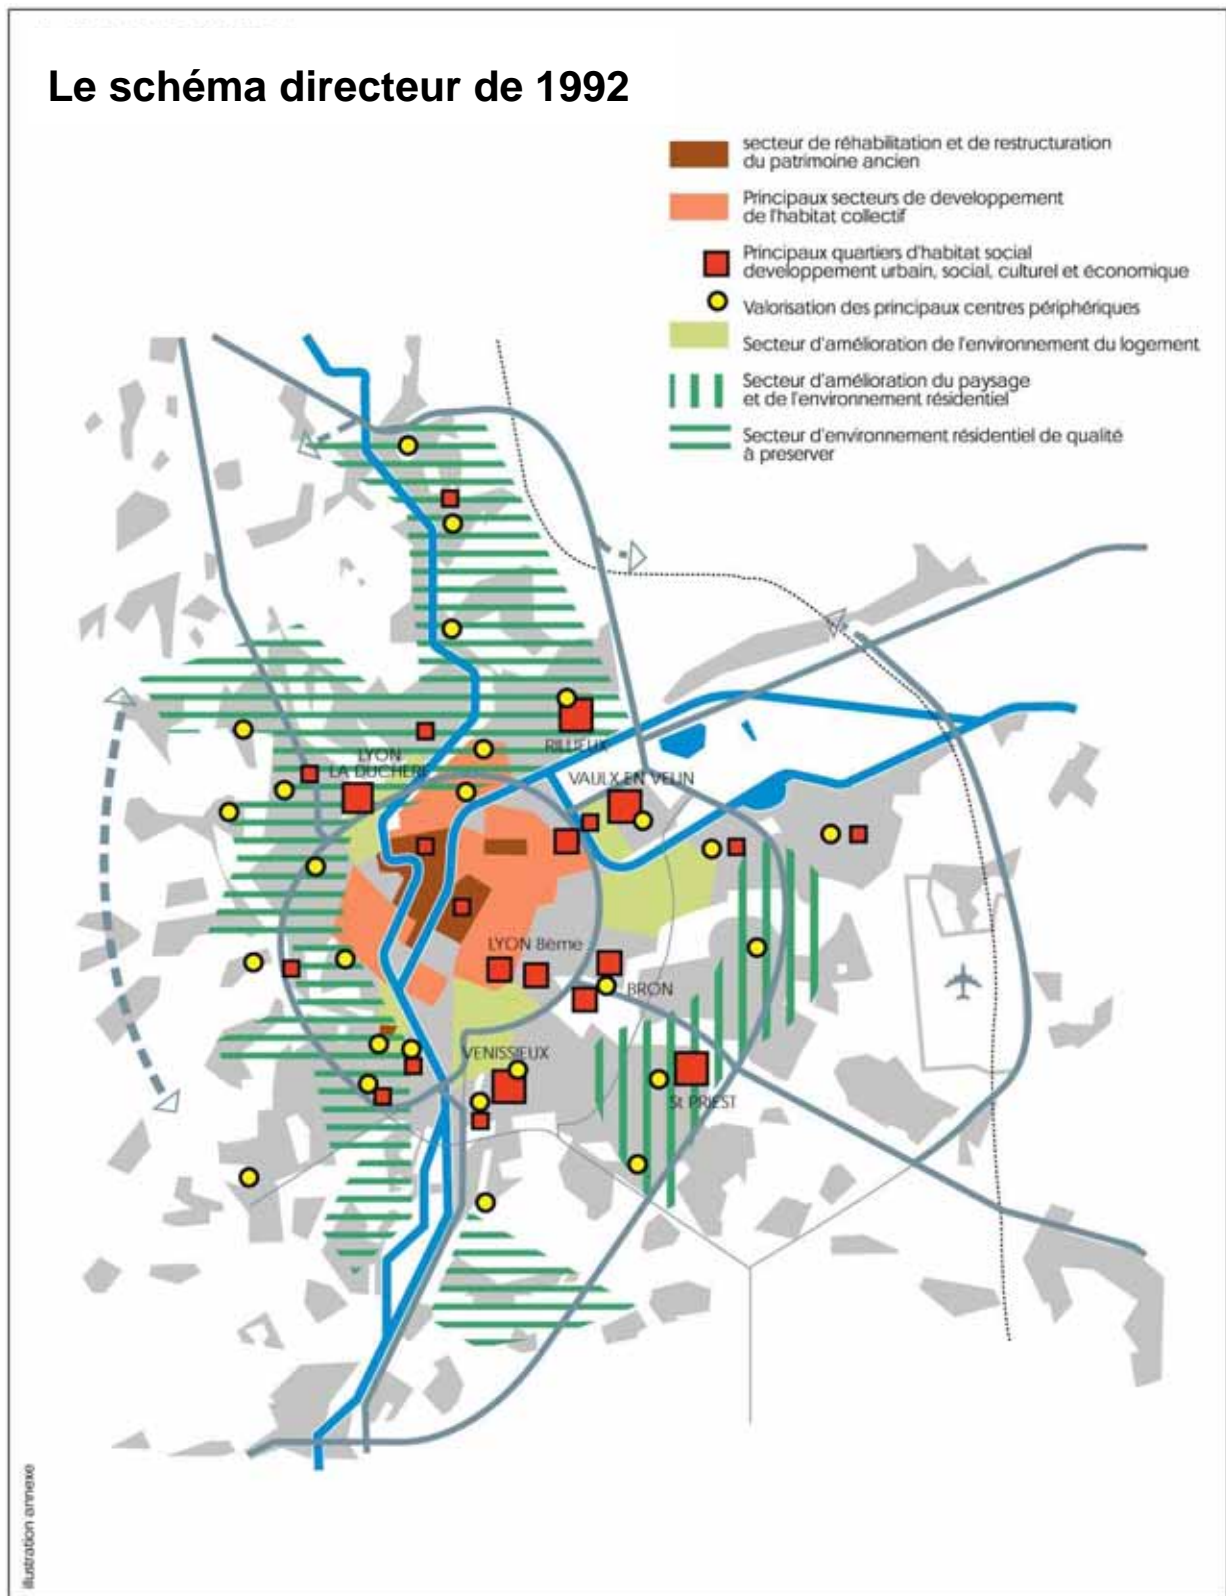 Le schéma directeur de 1992
secteur de réhabilitation et de restructuration
du patrimoine ancien
Principaux secteurs de developpement
de l'habitat collectif
Principaux quartiers d'habitat social
developpement urbain, social, culturel et économique
Valorisation des principaux centres périphériques
Secteur d'amélioration de l'environnement du logement
Secteur d'amélioration du paysage
et de l'environnement résidentiel
Secteur d'environnement résidentiel de qualité
à preserver
RILLIEUX
LYON
LA DUCHERE
VAULX EN VELIN
LYON 8ème
BRON
VENISSIEUX
St PRIEST
illustration annexe